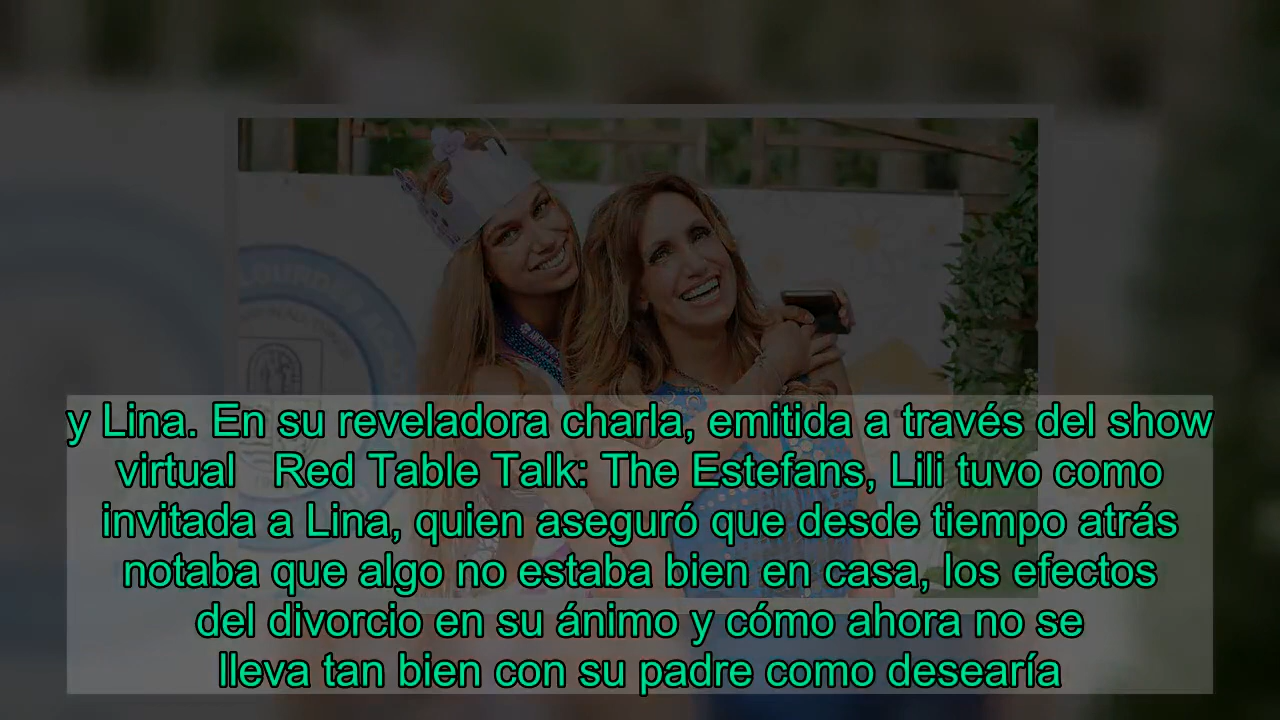 y Lina. En su reveladora charla, emitida a través del show
virtual   Red Table Talk: The Estefans, Lili tuvo como
invitada a Lina, quien aseguró que desde tiempo atrás
notaba que algo no estaba bien en casa, los efectos
del divorcio en su ánimo y cómo ahora no se
lleva tan bien con su padre como desearía